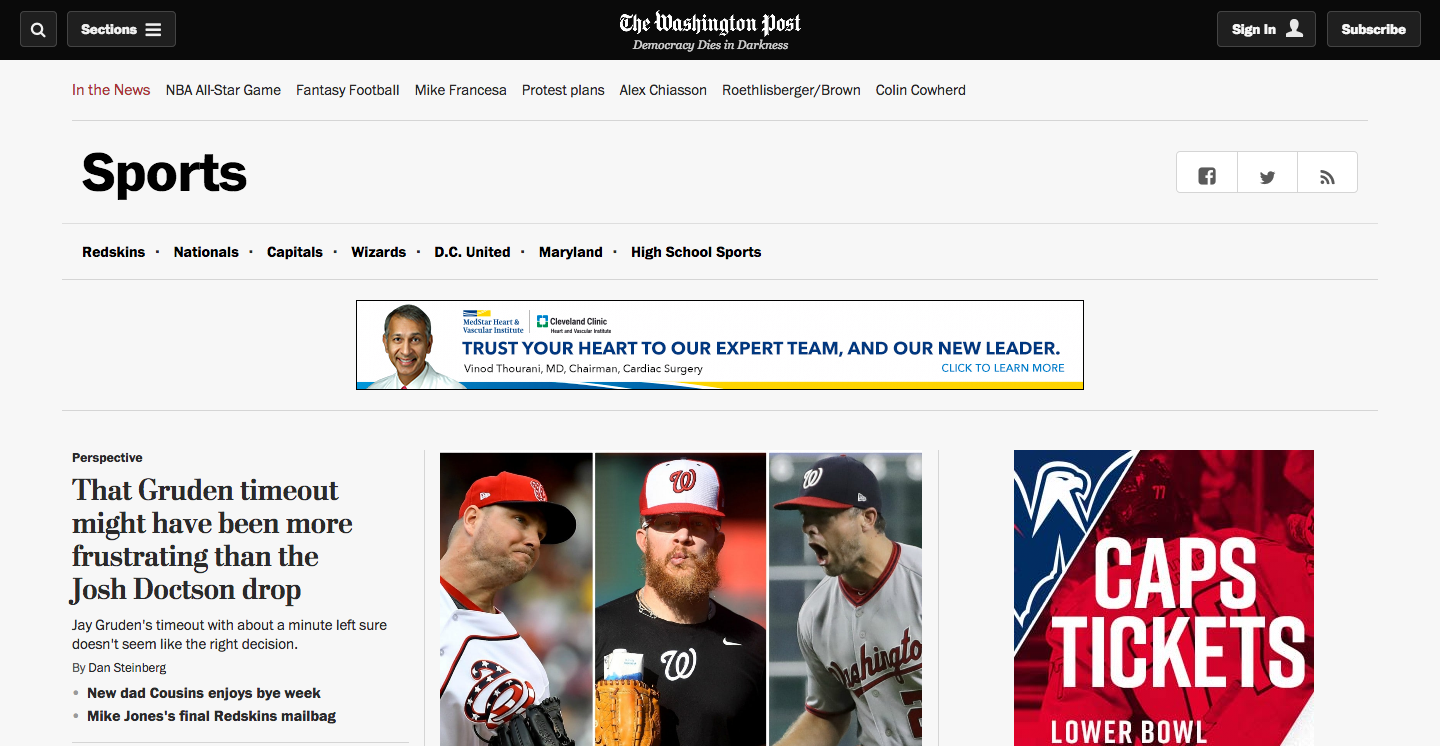 Sections
The Washington Post
Democracy Dies in Darkness
Sign In
Subscribe
In the News NBA All-Star Game Fantasy Football Mike Francesa Protest plans Alex Chiasson Roethlisberger/Brown Colin Cowherd
Sports
Redskins · Nationals · Capitals · Wizards · D.C. United · Maryland · High School Sports
MedStar Heart &
Vascular Institute
Cleveland Clinic
Heart and Vascular Institute
TRUST YOUR HEART TO OUR EXPERT TEAM, AND OUR NEW LEADER.
Vinod Thourani, MD, Chairman, Cardiac Surgery
CLICK TO LEARN MORE
Perspective
That Gruden timeout
might have been more
frustrating than the
Josh Doctson drop
Jay Gruden's timeout with about a minute left sure
doesn't seem like the right decision.
By Dan Steinberg
• New dad Cousins enjoys bye week
• Mike Jones's final Redskins mailbag
W
W
W
Washington
77
CAPS
TICKETS
LOWER BOWL